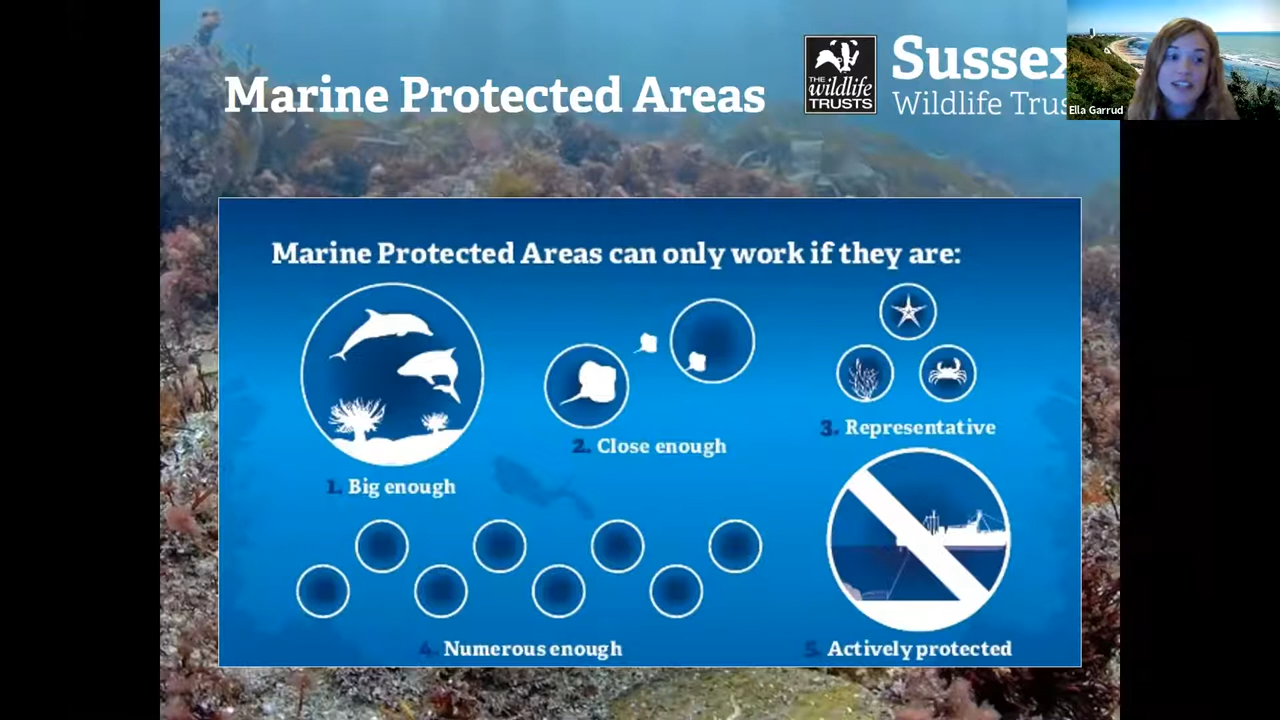 Marine Protected Areas
THE
wildlife
TRUSTS
Sussex
Wildlife Trus
Ella Garrud
Marine Protected Areas can only work if they are:
1. Big enough
2. Close enough
3. Representative
4. Numerous enough
5. Actively protected